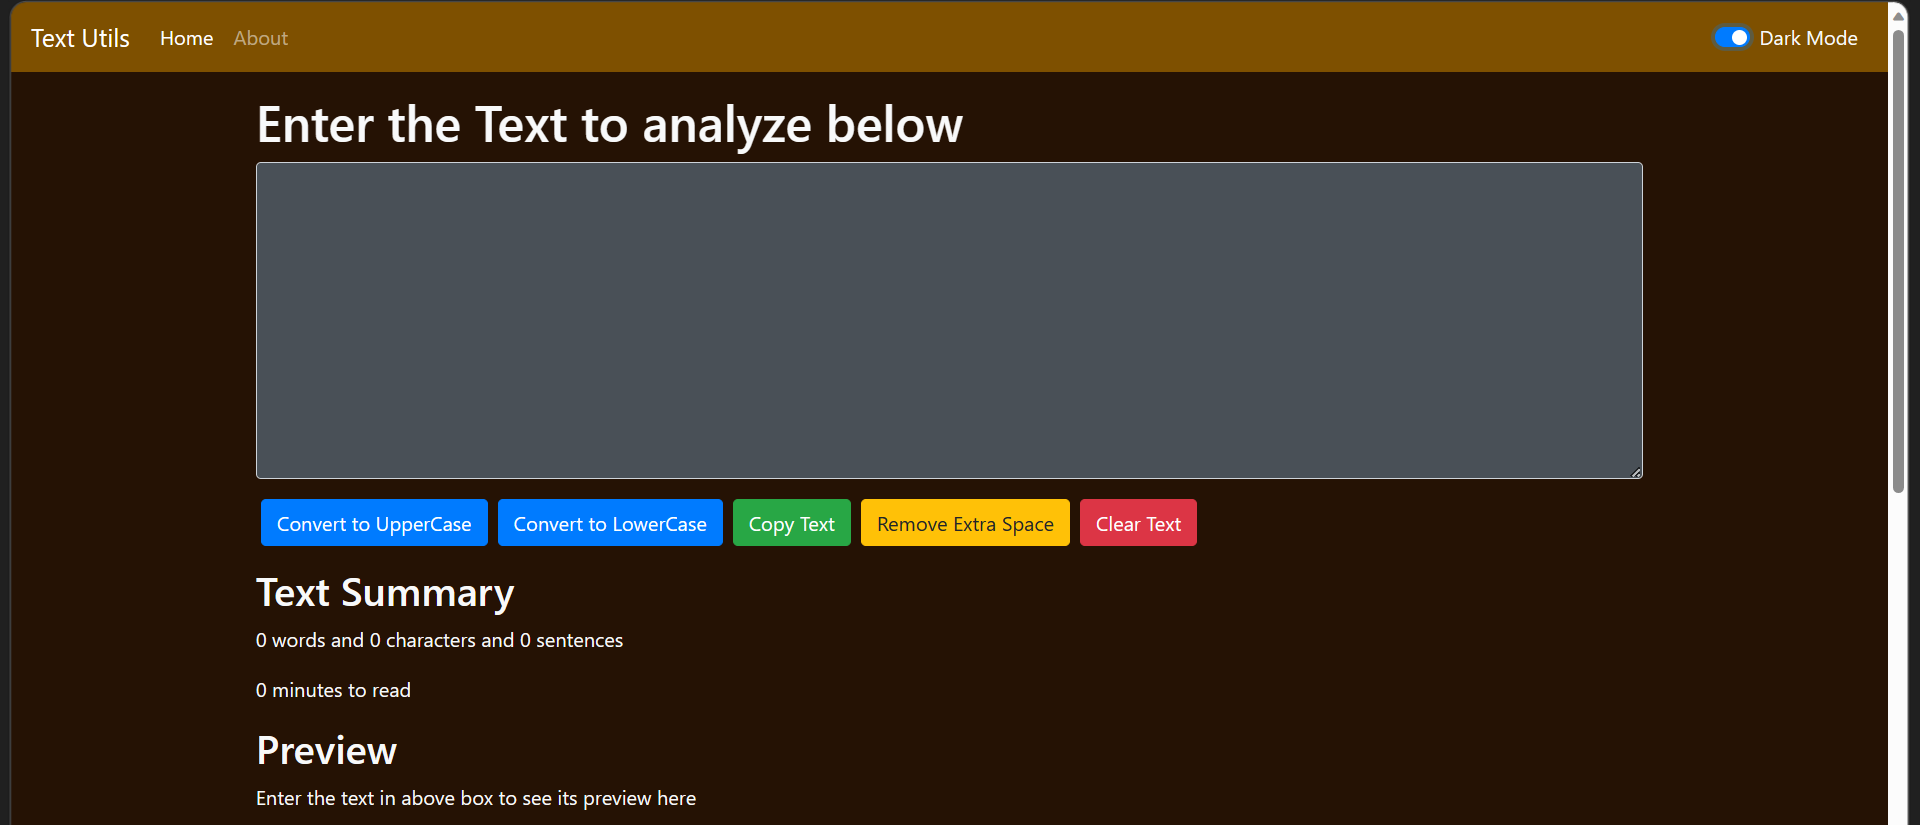 Text Utils Home About Dark Mode
Enter the Text to analyze below
Convert to UpperCase Convert to LowerCase Copy Text Remove Extra Space Clear Text
Text Summary
0 words and 0 characters and 0 sentences
0 minutes to read
Preview
Enter the text in above box to see its preview here